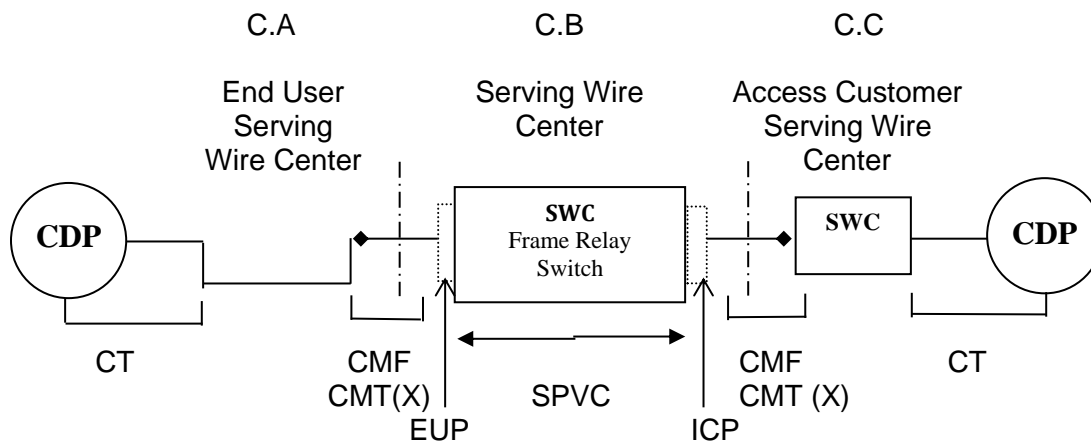 C.A
C.B
C.C
End User
Serving
Wire Center
Serving Wire
Center
Access Customer
Serving Wire
Center
CDP
SWC
Frame Relay
Switch
SWC
CDP
CT
CMF
CMT(X)
EUP
SPVC
ICP
CMF
CMT (X)
CT